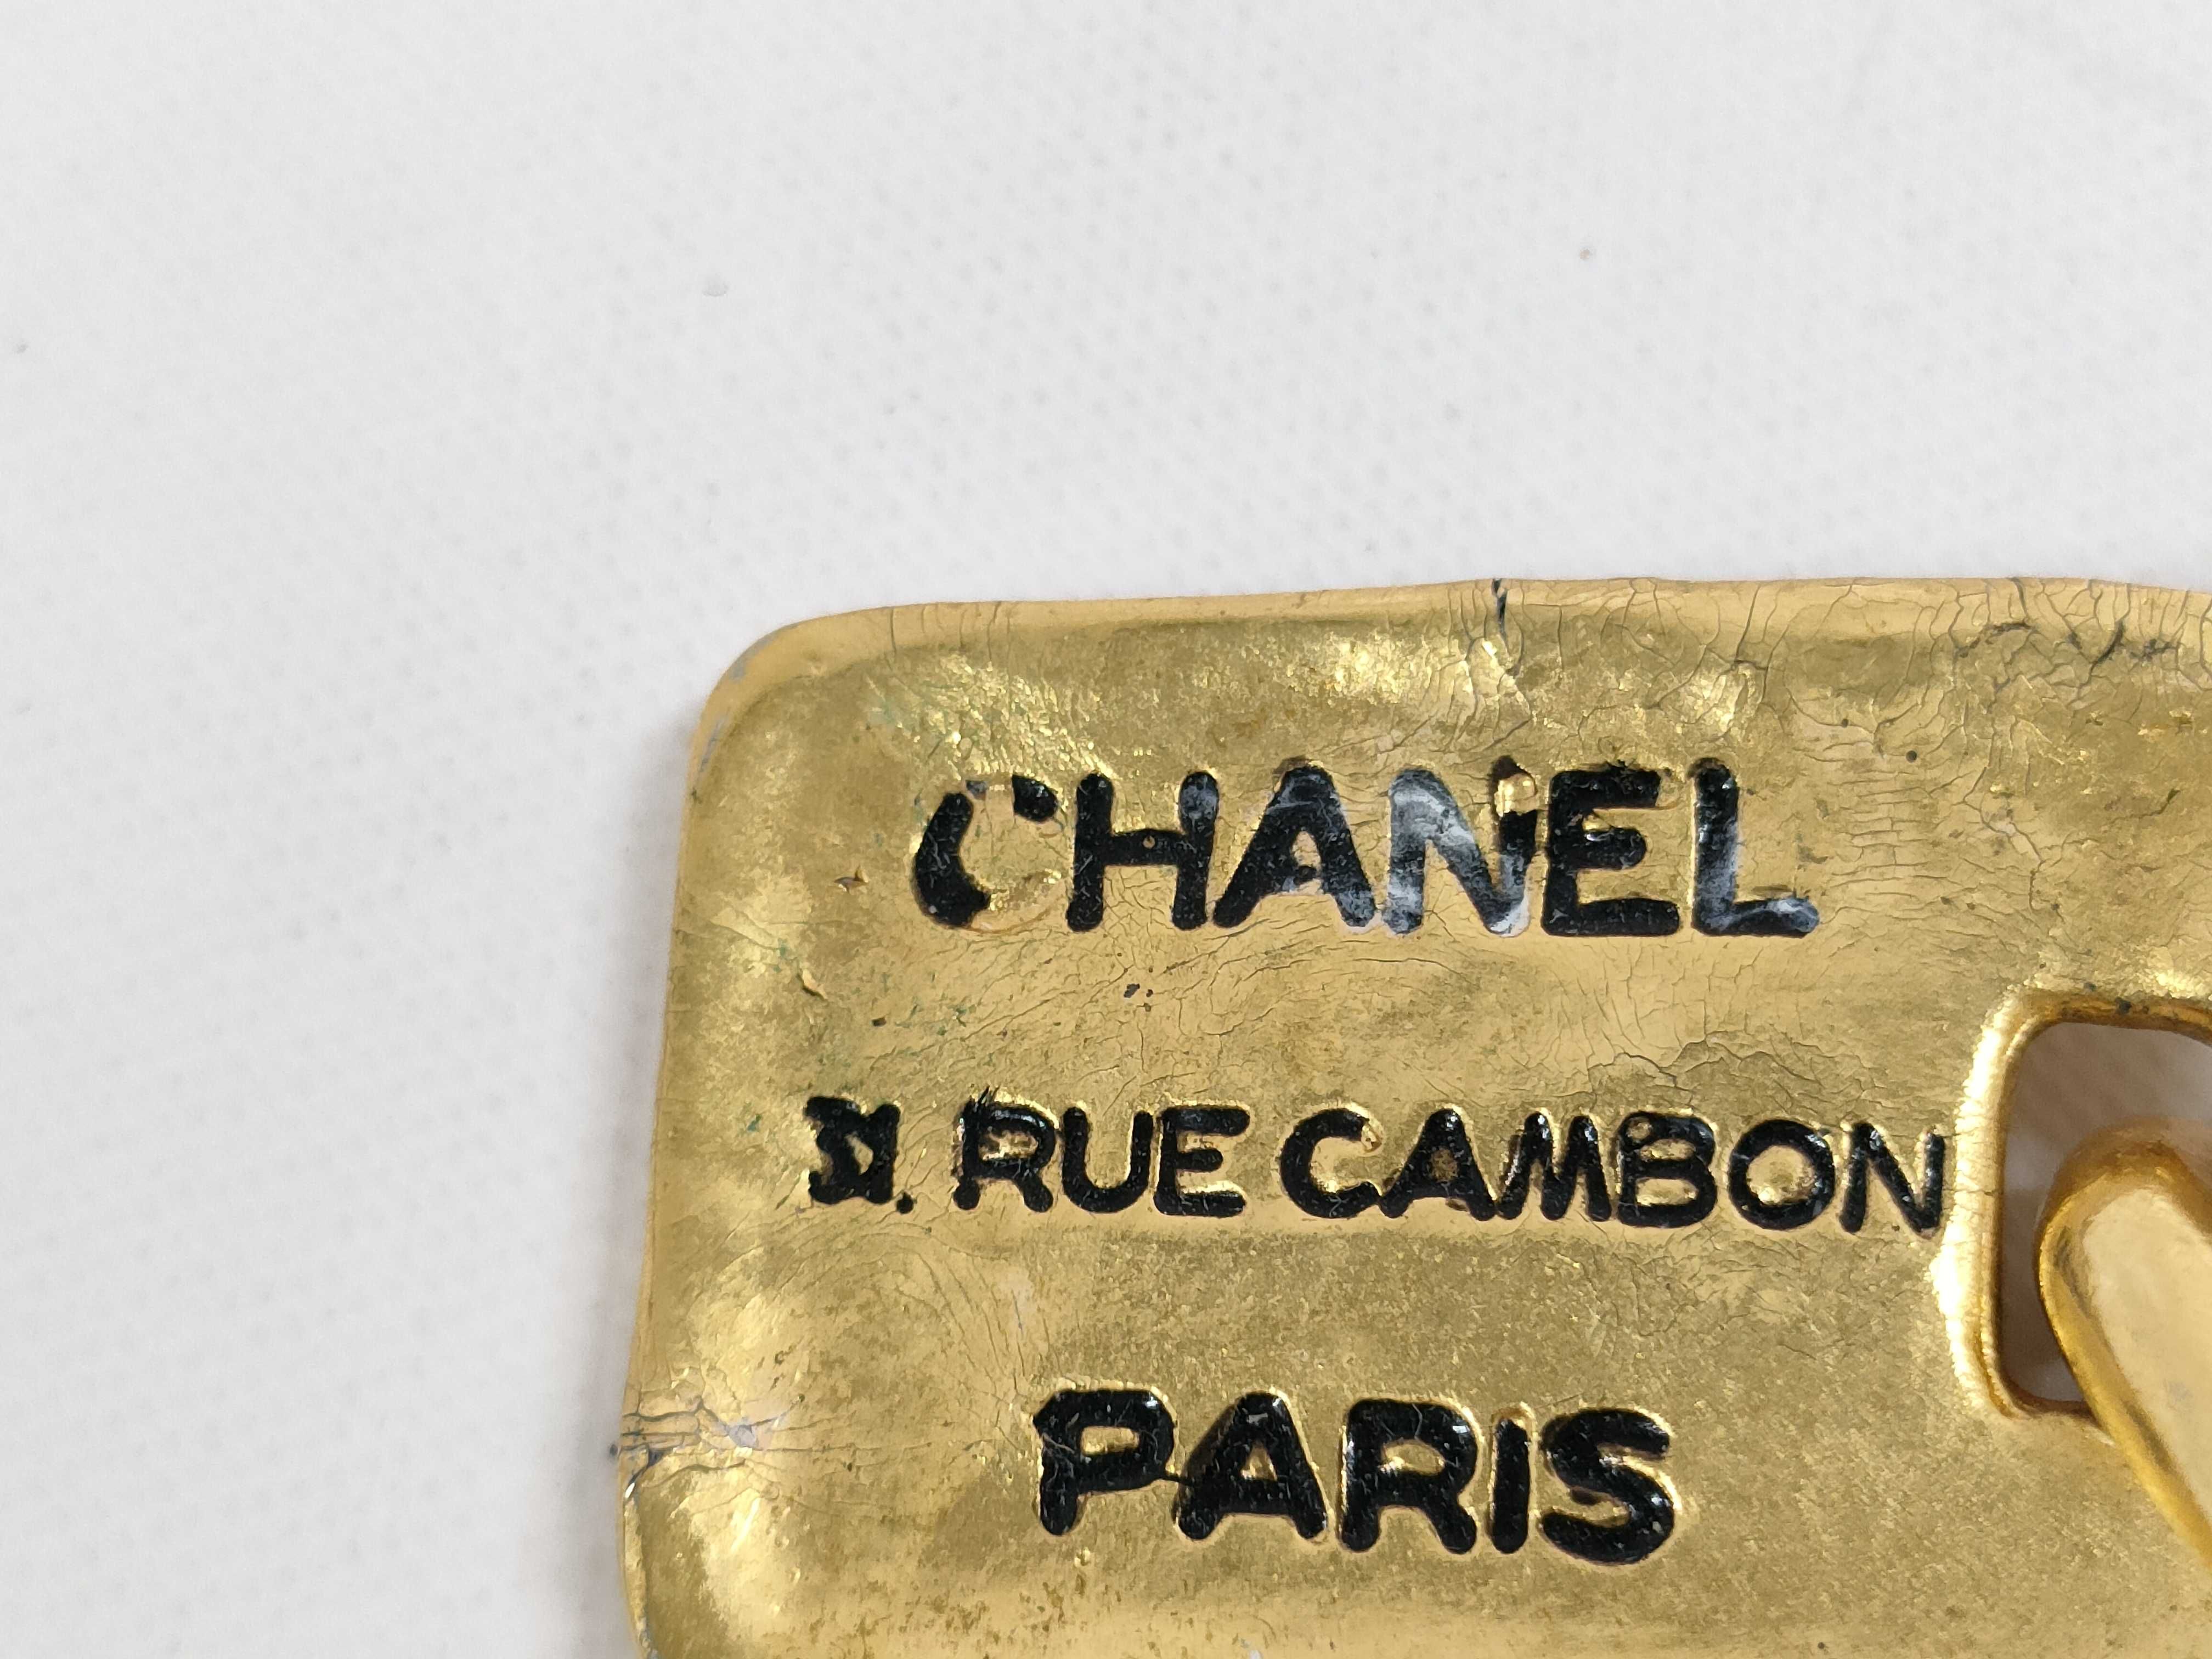 CHANEL
31. RUE CAMBON
PARIS